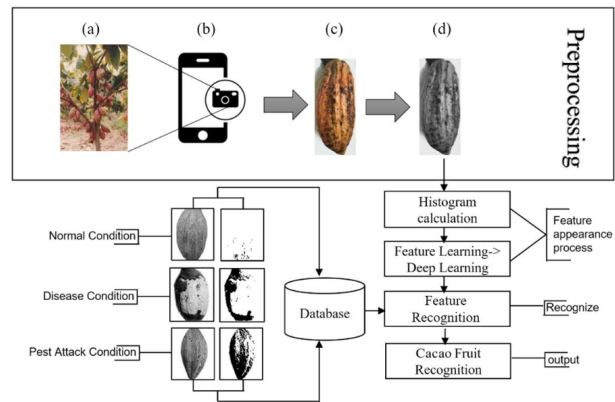 (a)
(b)
(c)
(d)
Preprocessing
Histogram
calculation
Feature
appearance
process
Normal Condition
Feature Learning->
Deep Learning
Disease Condition
Database
Feature
Recognition
Recognize
Pest Attack Condition
Cacao Fruit
Recognition
output